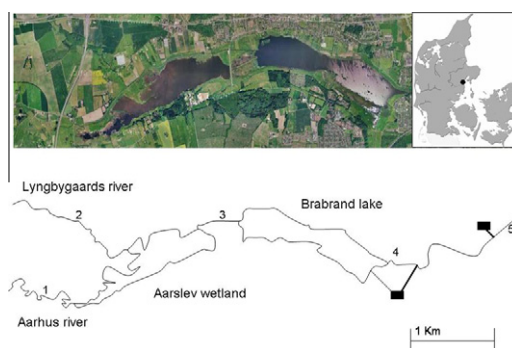 Lyngbygaards river
2
3
Brabrand lake
4
5
1
Aarslev wetland
Aarhus river
1 Km